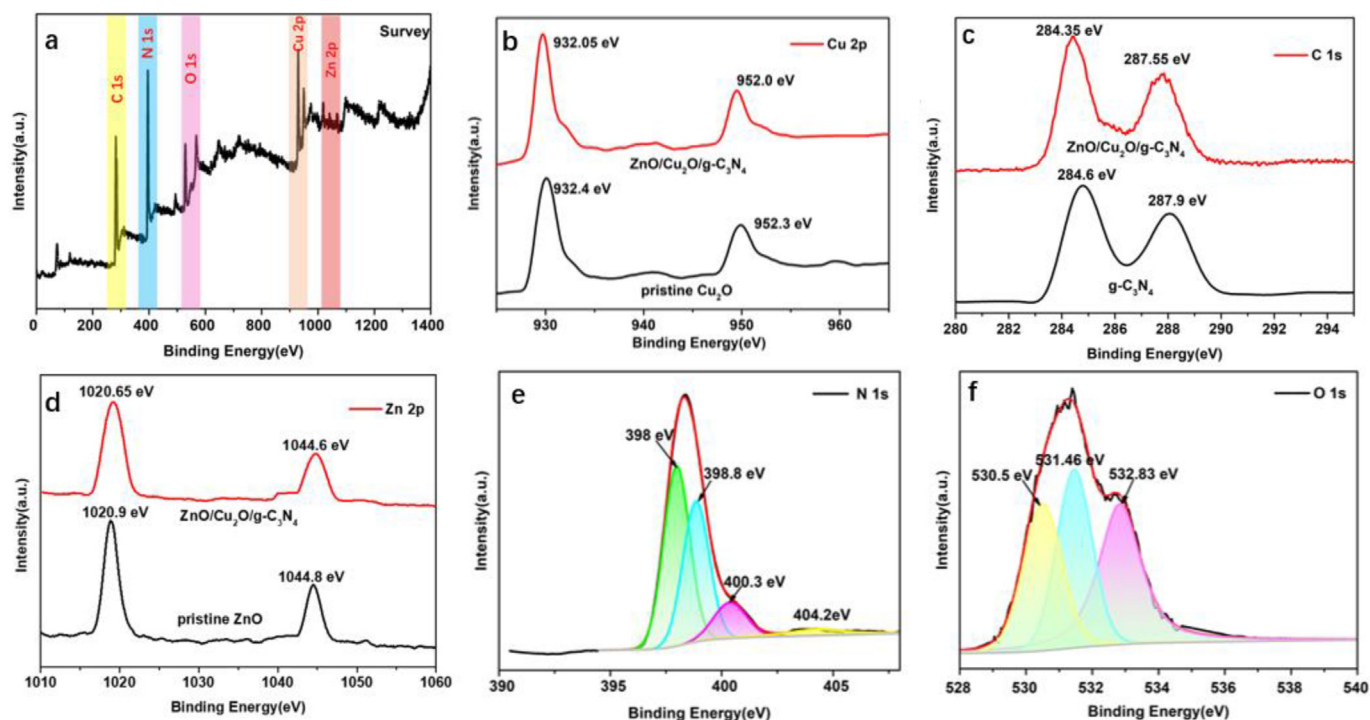 a
Survey
C 1s
N 1s
O 1s
Cu 2p
Zn 2p
Intensity(a.u.)
0 200 400 600 800 1000 1200 1400
Binding Energy(eV)
b
Cu 2p
932.05 eV
952.0 eV
ZnO/Cu₂O/g-C₃N₄
932.4 eV
952.3 eV
pristine Cu₂O
Intensity(a.u.)
930 940 950 960
Binding Energy(eV)
c
C 1s
284.35 eV
287.55 eV
ZnO/Cu₂O/g-C₃N₄
284.6 eV
287.9 eV
g-C₃N₄
Intensity(a.u.)
280 282 284 286 288 290 292 294
Binding Energy(eV)
d
Zn 2p
1020.65 eV
1044.6 eV
ZnO/Cu₂O/g-C₃N₄
1020.9 eV
1044.8 eV
pristine ZnO
Intensity(a.u.)
1010 1020 1030 1040 1050 1060
Binding Energy(eV)
e
N 1s
398 eV
398.8 eV
400.3 eV
404.2eV
Intensity(a.u.)
390 395 400 405
Binding Energy(eV)
f
O 1s
530.5 eV
531.46 eV
532.83 eV
Intensity(a.u.)
528 530 532 534 536 538 540
Binding Energy(eV)